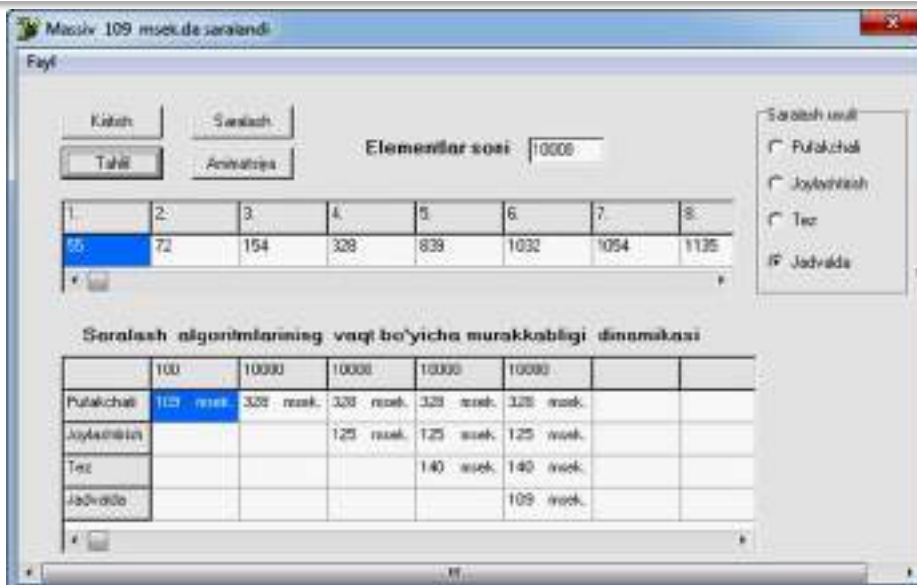 Massiv 109 msek.da saralandi
Fayl
Kiritish Saralash
Tahlil Animatsiya
Elementlar soni 10000
Saralash usuli
Pufakchali
Joylashtirish
Tez
Jadvalda
1. 2. 3. 4. 5. 6. 7. 8.
55 72 154 328 839 1032 1054 1135
Saralash algoritmlarining vaqt bo'yicha murakkabligi dinamikasi
100 10000 10000 10000 10000
Pufakchali 109 msek. 328 msek. 328 msek. 328 msek. 328 msek.
Joylashtirish 125 msek. 125 msek. 125 msek.
Tez 140 msek. 140 msek.
Jadvalda 109 msek.